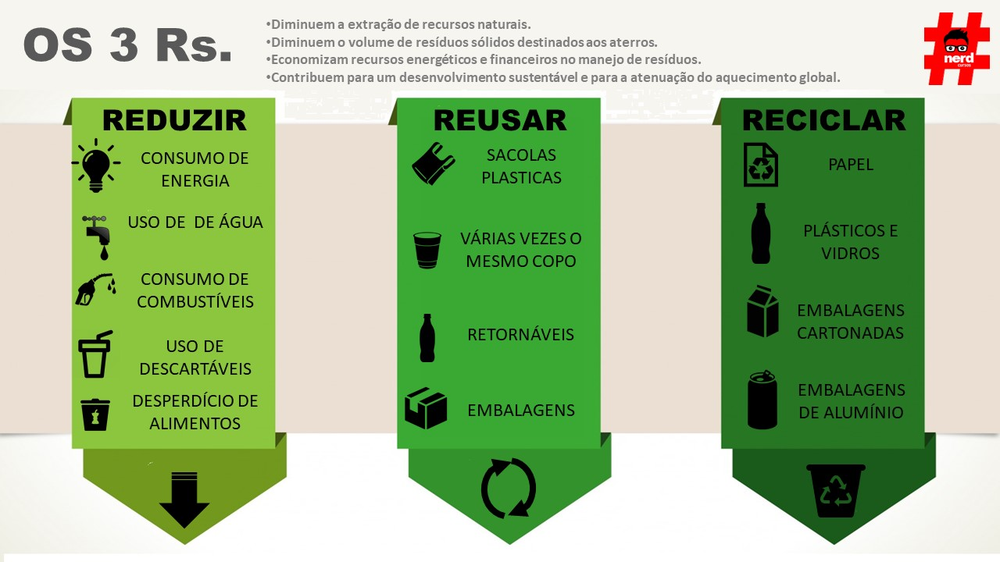 OS 3 Rs.
•Diminuem a extração de recursos naturais.
•Diminuem o volume de resíduos sólidos destinados aos aterros.
•Economizam recursos energéticos e financeiros no manejo de resíduos.
•Contribuem para um desenvolvimento sustentável e para a atenuação do aquecimento global.
nerd
cursos
REDUZIR
CONSUMO DE
ENERGIA
USO DE  DE ÁGUA
CONSUMO DE
COMBUSTÍVEIS
USO DE
DESCARTÁVEIS
DESPERDÍCIO DE
ALIMENTOS
REUSAR
SACOLAS
PLASTICAS
VÁRIAS VEZES O
MESMO COPO
RETORNÁVEIS
EMBALAGENS
RECICLAR
PAPEL
PLÁSTICOS E
VIDROS
EMBALAGENS
CARTONADAS
EMBALAGENS
DE ALUMÍNIO